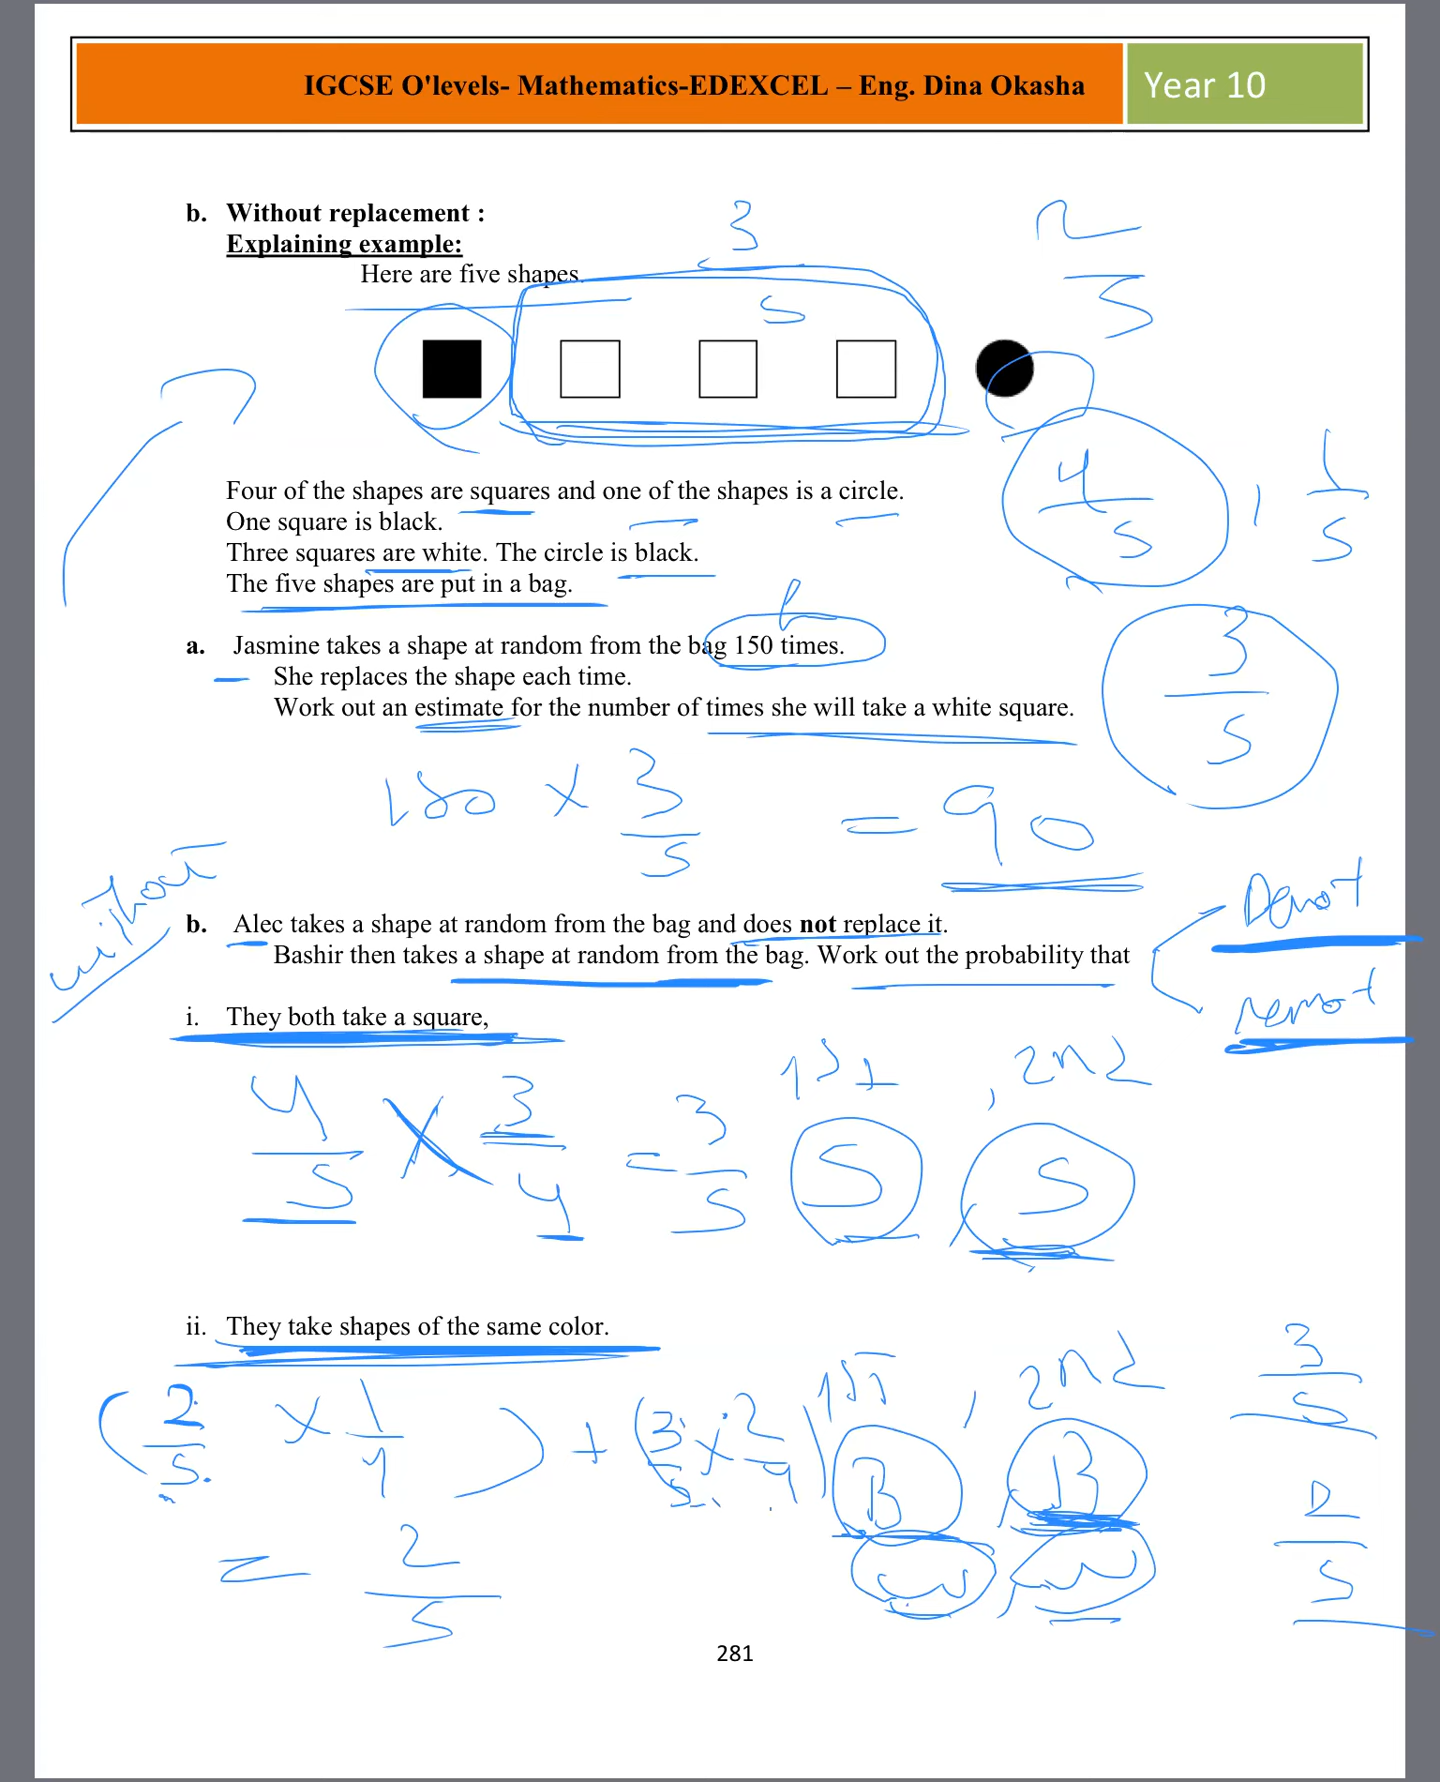 IGCSE O'levels- Mathematics-EDEXCEL – Eng. Dina Okasha
Year 10
b. Without replacement :
Explaining example:
Here are five shapes.
3
5
2
5
Four of the shapes are squares and one of the shapes is a circle.
One square is black.
Three squares are white. The circle is black.
The five shapes are put in a bag.
4
5
,
1
5
a. Jasmine takes a shape at random from the bag 150 times.
She replaces the shape each time.
Work out an estimate for the number of times she will take a white square.
3
5
150 × 3
5
= 90
without
b. Alec takes a shape at random from the bag and does not replace it.
Bashir then takes a shape at random from the bag. Work out the probability that
i. They both take a square,
1st , 2nd
4
5
×
3
4
=
3
5
S , S
ii. They take shapes of the same color.
1st , 2nd
(
2
5
×
1
4
) + (
3
5
×
2
4
)
B , B
W , W
3
5
2
5
=
2
5
281